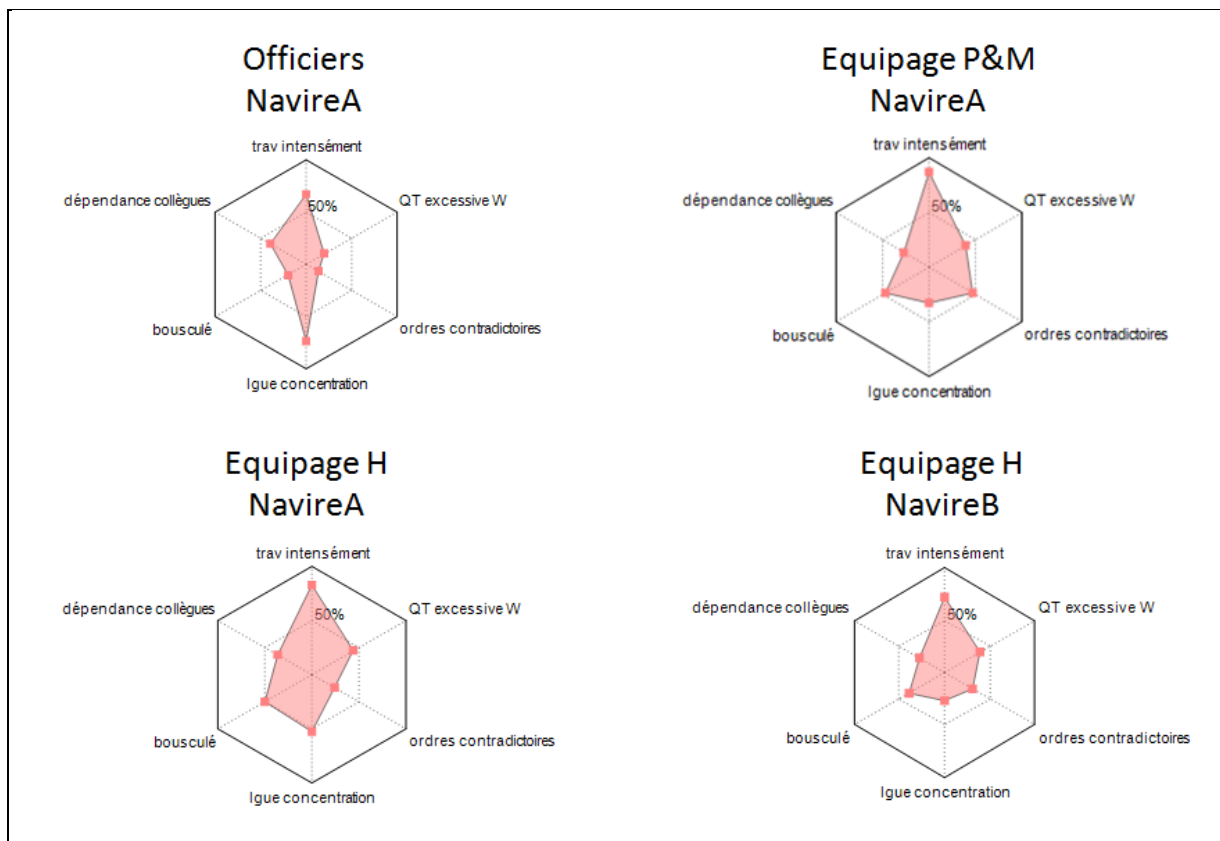 Officiers
NavireA
trav intensément
dépendance collègues
50%
QT excessive W
bousculé
ordres contradictoires
lgue concentration
Equipage P&M
NavireA
trav intensément
dépendance collègues
50%
QT excessive W
bousculé
ordres contradictoires
lgue concentration
Equipage H
NavireA
trav intensément
dépendance collègues
50%
QT excessive W
bousculé
ordres contradictoires
lgue concentration
Equipage H
NavireB
trav intensément
dépendance collègues
50%
QT excessive W
bousculé
ordres contradictoires
lgue concentration